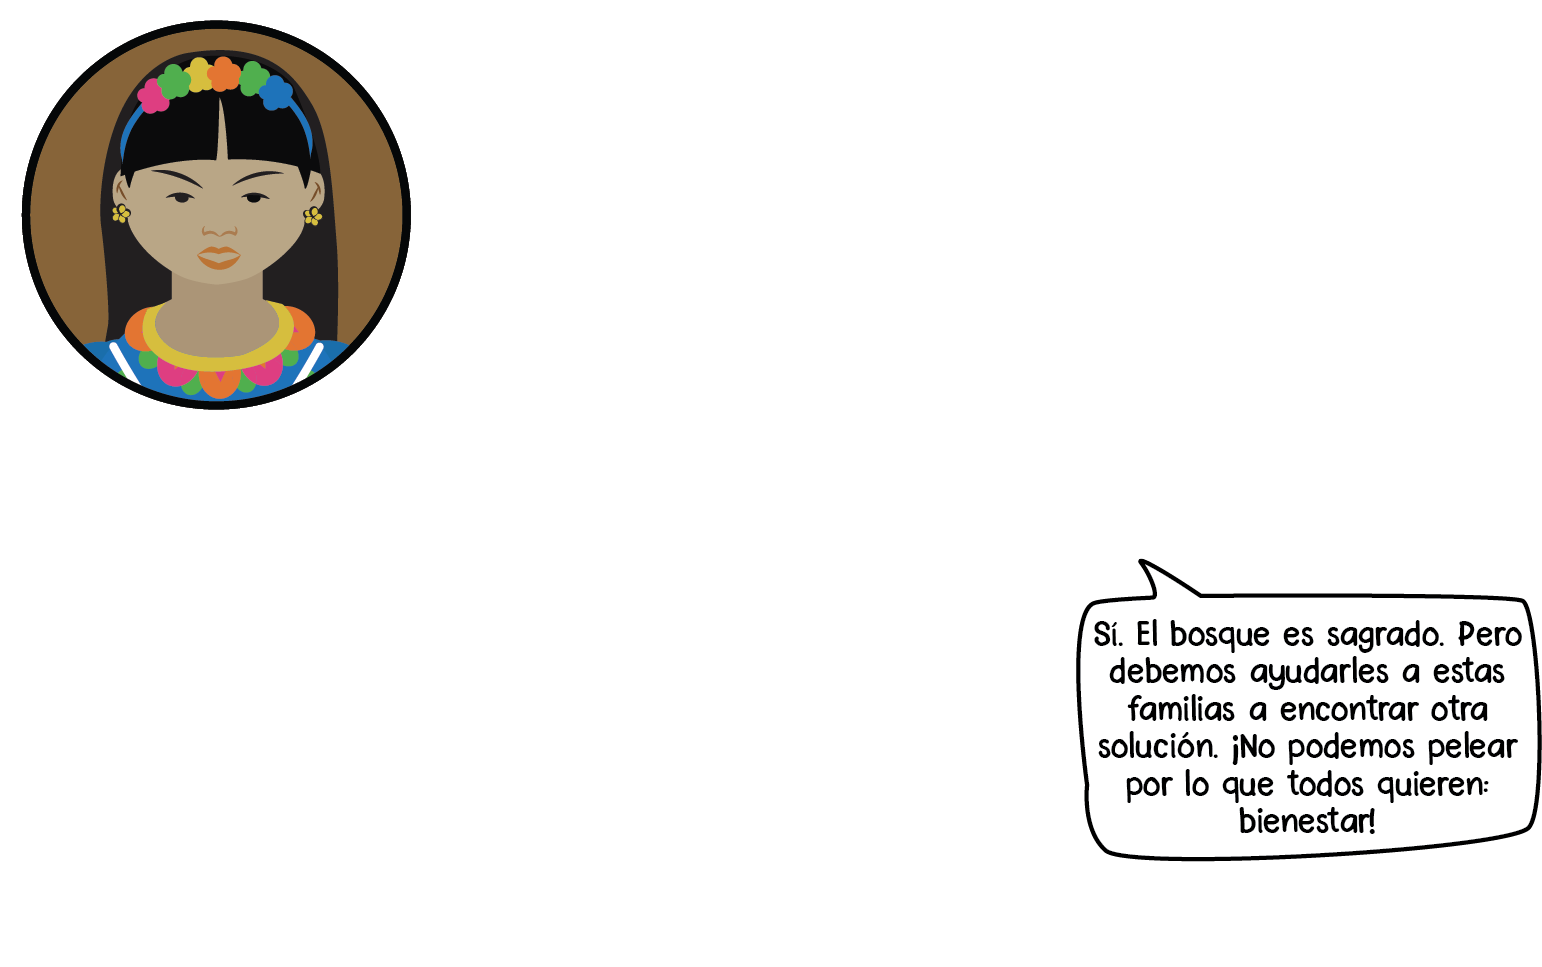 Sí. El bosque es sagrado. Pero
debemos ayudarles a estas
familias a encontrar otra
solución. ¡No podemos pelear
por lo que todos quieren:
bienestar!